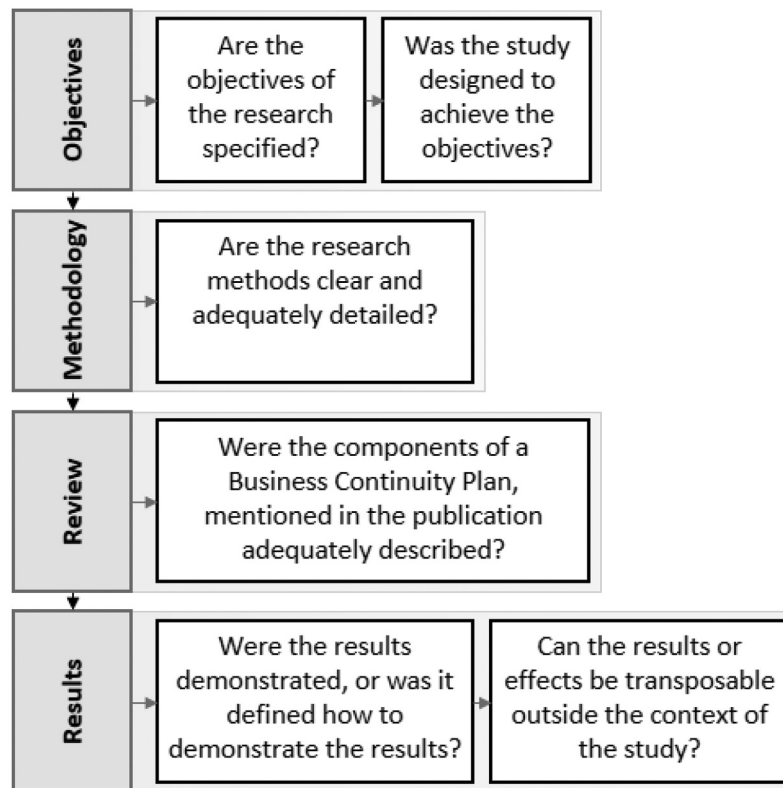 Objectives
Are the
objectives of
the research
specified?
Was the study
designed to
achieve the
objectives?
Methodology
Are the research
methods clear and
adequately detailed?
Review
Were the components of a
Business Continuity Plan,
mentioned in the publication
adequately described?
Results
Were the results
demonstrated, or was it
defined how to
demonstrate the results?
Can the results or
effects be transposable
outside the context of
the study?